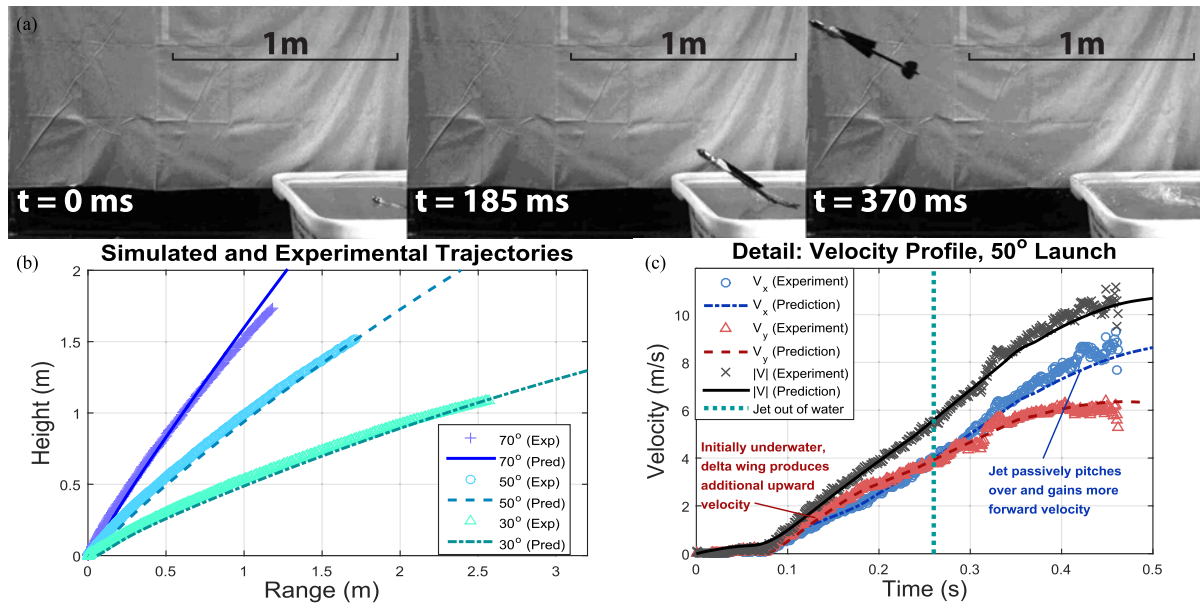 (a)
1m
1m
1m
t = 0 ms
t = 185 ms
t = 370 ms
(b)
Simulated and Experimental Trajectories
Height (m)
2
1.5
1
0.5
0
0
0.5
1
1.5
2
2.5
3
Range (m)
70° (Exp)
70° (Pred)
50° (Exp)
50° (Pred)
30° (Exp)
30° (Pred)
(c)
Detail: Velocity Profile, 50° Launch
Velocity (m/s)
10
8
6
4
2
0
0
0.1
0.2
0.3
0.4
0.5
Time (s)
V_x (Experiment)
V_x (Prediction)
V_y (Experiment)
V_y (Prediction)
|V| (Experiment)
|V| (Prediction)
Jet out of water
Initially underwater,
delta wing produces
additional upward
velocity
Jet passively pitches
over and gains more
forward velocity